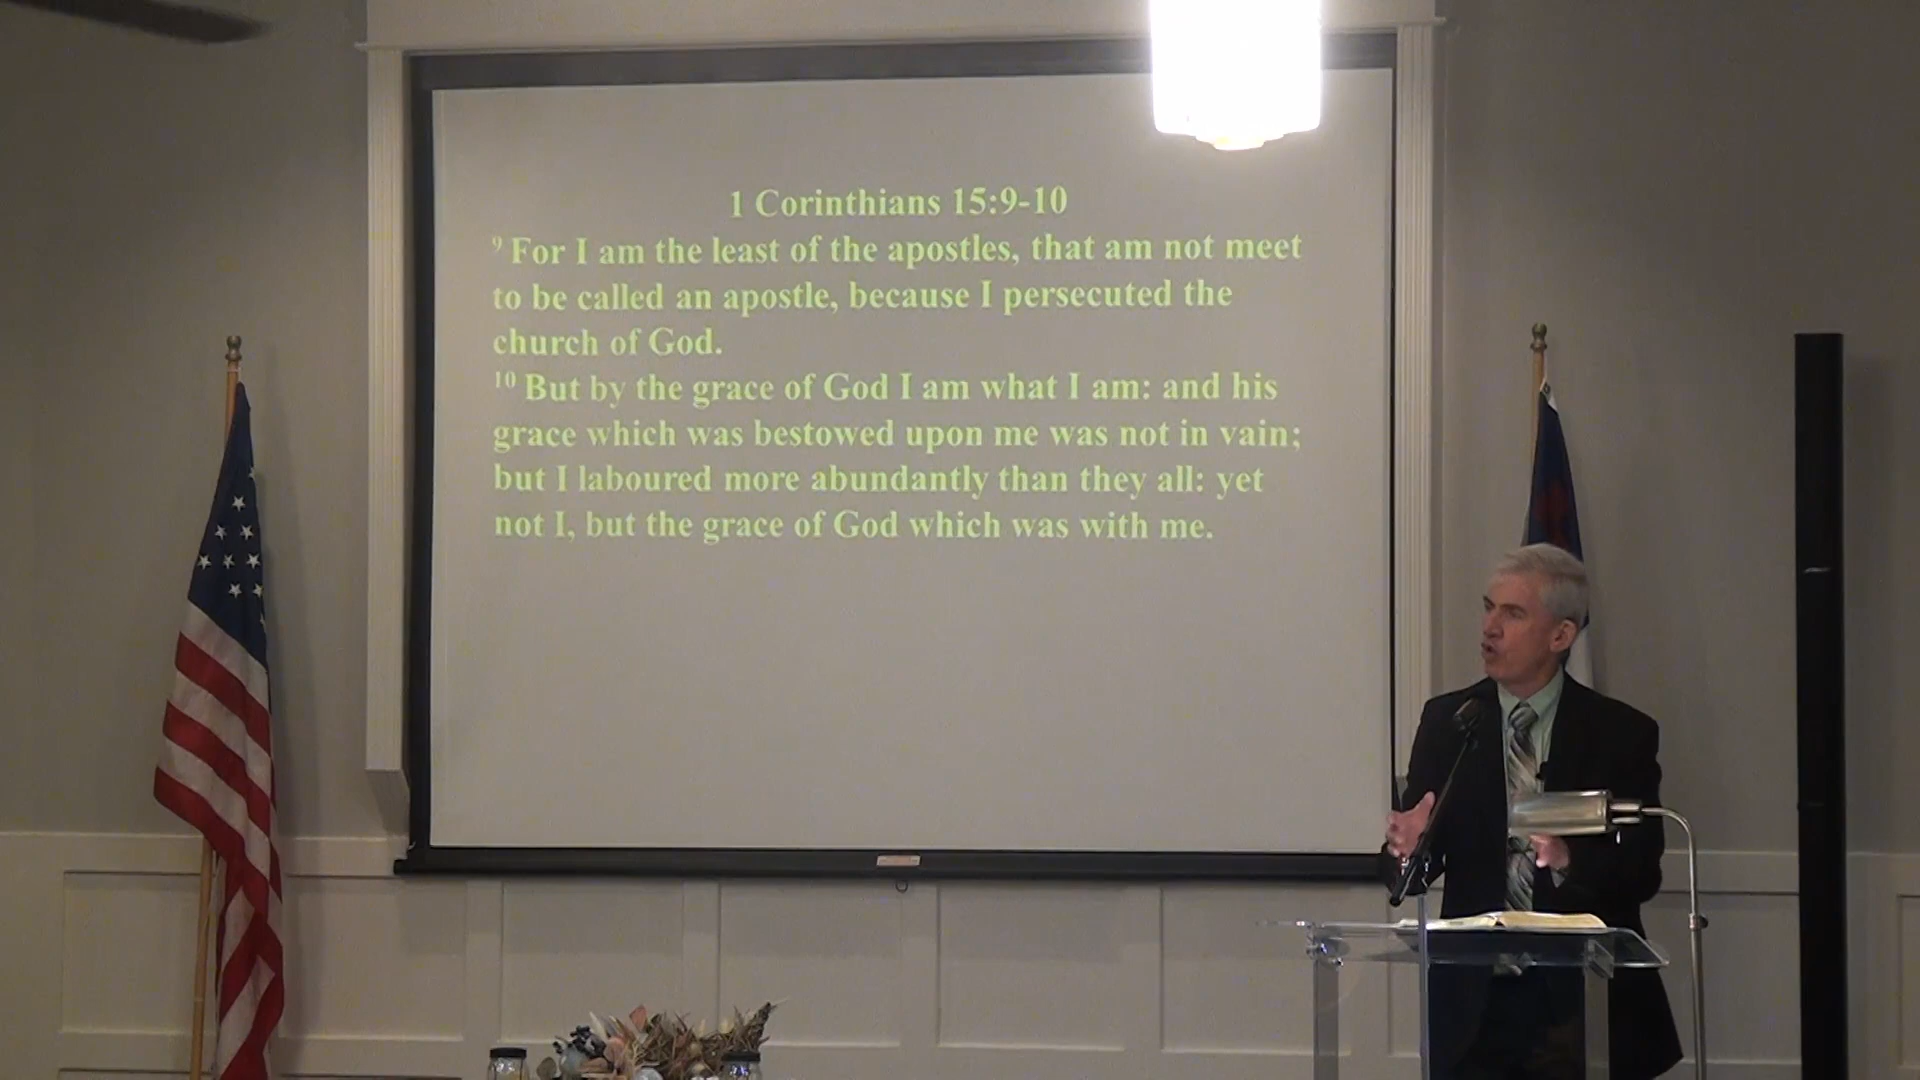 1 Corinthians 15:9-10
9 For I am the least of the apostles, that am not meet
to be called an apostle, because I persecuted the
church of God.
10 But by the grace of God I am what I am: and his
grace which was bestowed upon me was not in vain;
but I laboured more abundantly than they all: yet
not I, but the grace of God which was with me.